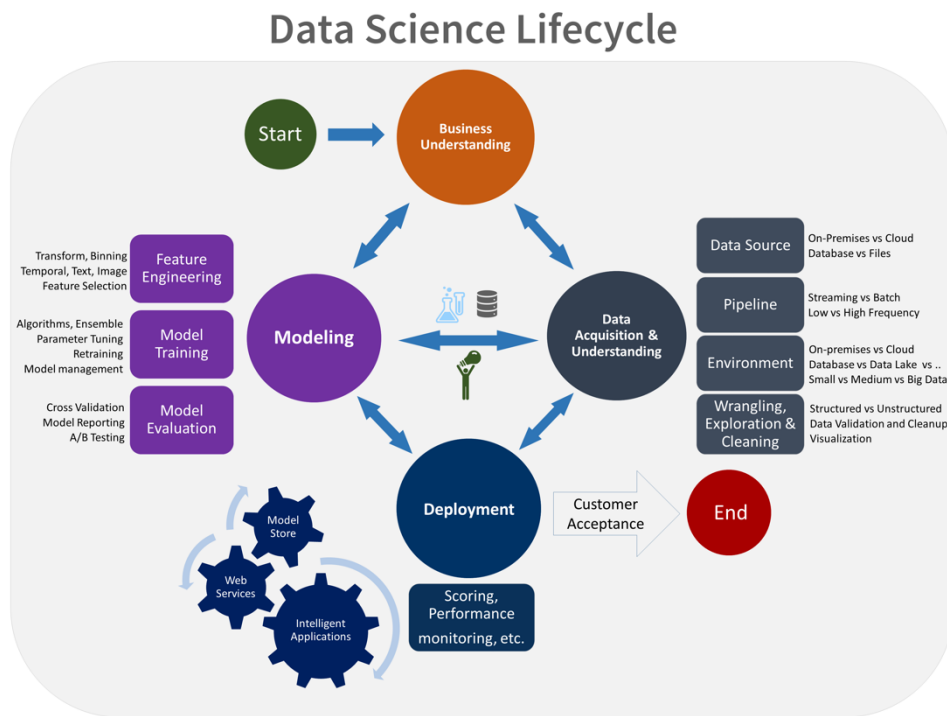 Data Science Lifecycle
Start
Business
Understanding
Transform, Binning
Temporal, Text, Image
Feature Selection
Feature
Engineering
Algorithms, Ensemble
Parameter Tuning
Retraining
Model management
Model
Training
Cross Validation
Model Reporting
A/B Testing
Model
Evaluation
Modeling
Data
Acquisition &
Understanding
Data Source
On-Premises vs Cloud
Database vs Files
Pipeline
Streaming vs Batch
Low vs High Frequency
Environment
On-premises vs Cloud
Database vs Data Lake vs ..
Small vs Medium vs Big Data
Wrangling,
Exploration &
Cleaning
Structured vs Unstructured
Data Validation and Cleanup
Visualization
Deployment
Customer
Acceptance
End
Model
Store
Web
Services
Intelligent
Applications
Scoring,
Performance
monitoring, etc.